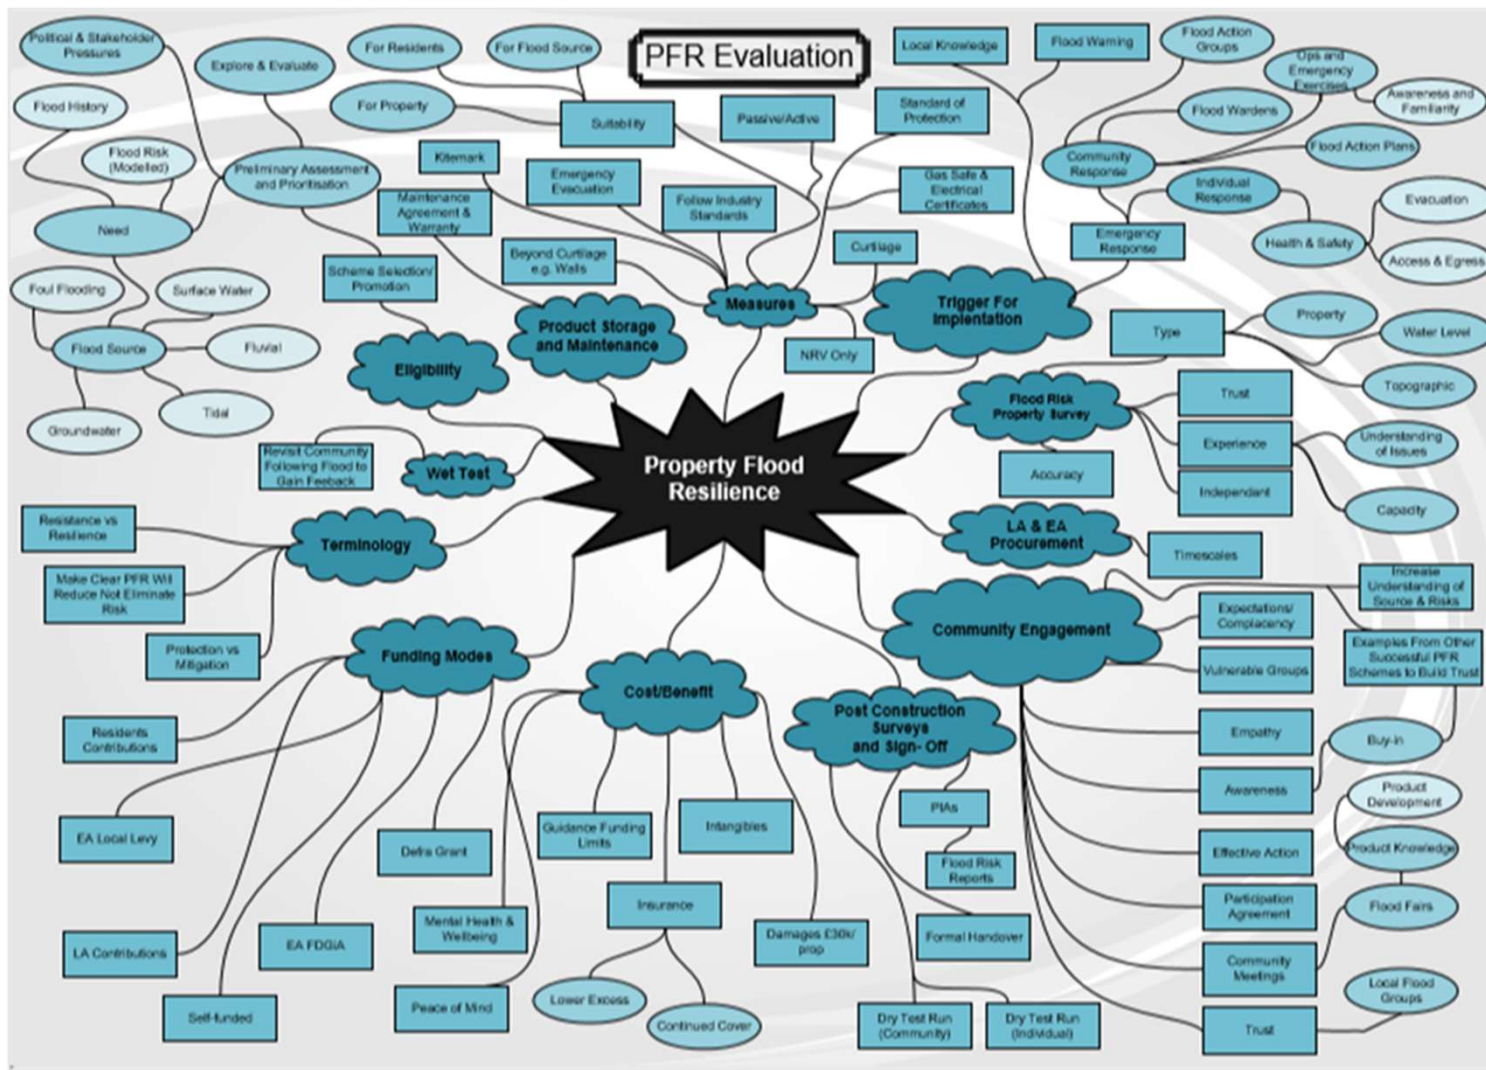 PFR Evaluation
Political & Stakeholder
Pressures
Explore & Evaluate
For Residents
For Flood Source
For Property
Suitability
Flood History
Flood Risk
(Modelled)
Preliminary Assessment
and Prioritisation
Need
Kitemark
Maintenance
Agreement &
Warranty
Emergency
Evacuation
Passive/Active
Follow Industry
Standards
Local Knowledge
Flood Warning
Standard of
Protection
Gas Safe &
Electrical
Certificates
Flood Action
Groups
Ops and
Emergency
Exercises
Awareness and
Familiarity
Flood Wardens
Flood Action Plans
Community
Response
Individual
Response
Evacuation
Emergency
Response
Health & Safety
Access & Egress
Foul Flooding
Surface Water
Flood Source
Fluvial
Tidal
Groundwater
Scheme Selection/
Promotion
Beyond Curtilage
e.g. Walls
Curtilage
Measures
Trigger For
Implentation
Product Storage
and Maintenance
Eligibility
NRV Only
Type
Property
Water Level
Topographic
Flood Risk
Property Survey
Trust
Experience
Understanding
of Issues
Accuracy
Independant
Capacity
Revisit Community
Following Flood to
Gain Feeback
Wet Test
Property Flood
Resilience
Resistance vs
Resilience
Terminology
Make Clear PFR Will
Reduce Not Eliminate
Risk
Protection vs
Mitigation
LA & EA
Procurement
Timescales
Increase
Understanding of
Source & Risks
Community Engagement
Expectations/
Complacency
Examples From Other
Successful PFR
Schemes to Build Trust
Vulnerable Groups
Funding Modes
Cost/Benefit
Post Construction
Surveys
and Sign- Off
Residents
Contributions
EA Local Levy
Defra Grant
LA Contributions
EA FDGiA
Self-funded
Guidance Funding
Limits
Intangibles
Mental Health &
Wellbeing
Insurance
Damages £30k/
prop
Peace of Mind
Lower Excess
Continued Cover
PIAs
Flood Risk
Reports
Formal Handover
Dry Test Run
(Community)
Dry Test Run
(Individual)
Empathy
Buy-in
Awareness
Product
Development
Effective Action
Product Knowledge
Participation
Agreement
Flood Fairs
Community
Meetings
Local Flood
Groups
Trust